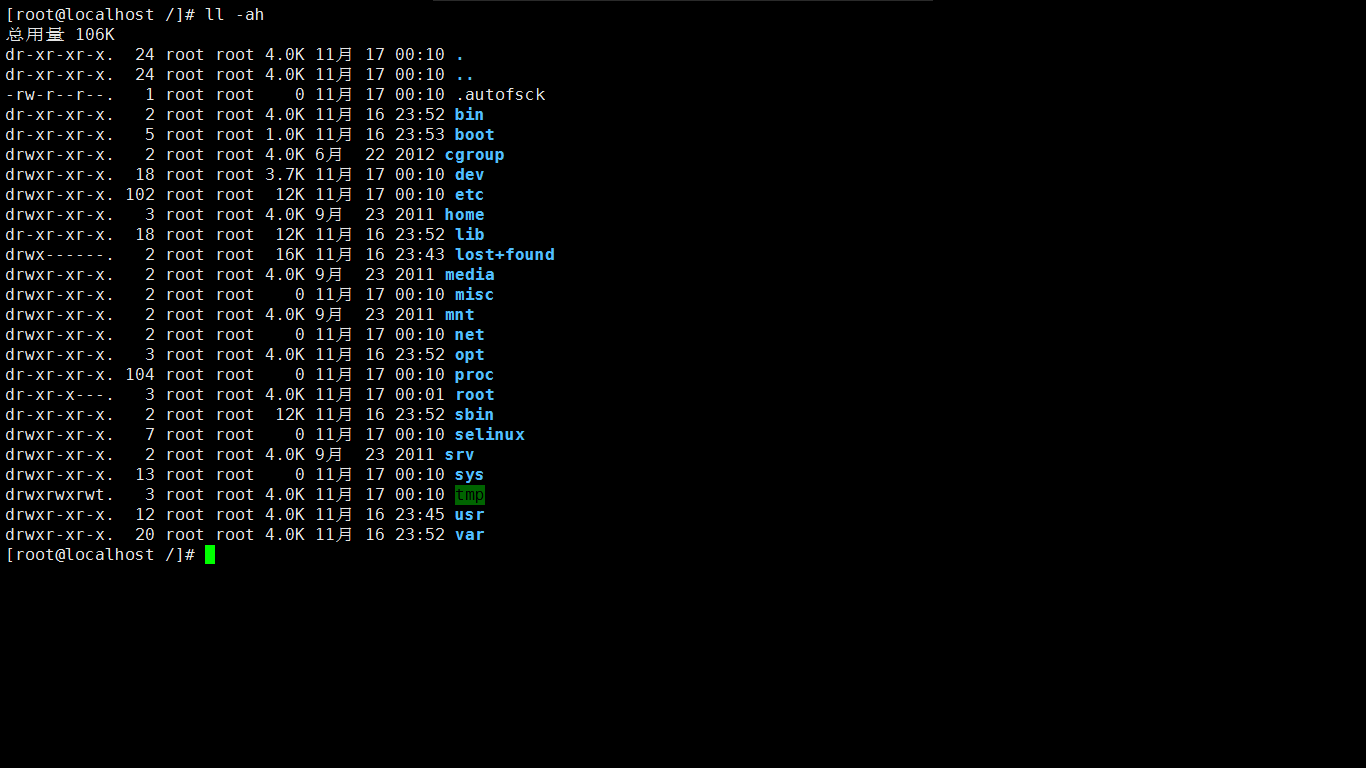 [root@localhost /]# ll -ah
总用量 106K
dr-xr-xr-x.  24 root root 4.0K 11月 17 00:10 .
dr-xr-xr-x.  24 root root 4.0K 11月 17 00:10 ..
-rw-r--r--.   1 root root    0 11月 17 00:10 .autofsck
dr-xr-xr-x.   2 root root 4.0K 11月 16 23:52 bin
dr-xr-xr-x.   5 root root 1.0K 11月 16 23:53 boot
drwxr-xr-x.   2 root root 4.0K 6月  22 2012 cgroup
drwxr-xr-x.  18 root root 3.7K 11月 17 00:10 dev
drwxr-xr-x. 102 root root  12K 11月 17 00:10 etc
drwxr-xr-x.   3 root root 4.0K 9月  23 2011 home
dr-xr-xr-x.  18 root root  12K 11月 16 23:52 lib
drwx------.   2 root root  16K 11月 16 23:43 lost+found
drwxr-xr-x.   2 root root 4.0K 9月  23 2011 media
drwxr-xr-x.   2 root root    0 11月 17 00:10 misc
drwxr-xr-x.   2 root root 4.0K 9月  23 2011 mnt
drwxr-xr-x.   2 root root    0 11月 17 00:10 net
drwxr-xr-x.   3 root root 4.0K 11月 16 23:52 opt
dr-xr-xr-x. 104 root root    0 11月 17 00:10 proc
dr-xr-x---.   3 root root 4.0K 11月 17 00:01 root
dr-xr-xr-x.   2 root root  12K 11月 16 23:52 sbin
drwxr-xr-x.   7 root root    0 11月 17 00:10 selinux
drwxr-xr-x.   2 root root 4.0K 9月  23 2011 srv
drwxr-xr-x.  13 root root    0 11月 17 00:10 sys
drwxrwxrwt.   3 root root 4.0K 11月 17 00:10 tmp
drwxr-xr-x.  12 root root 4.0K 11月 16 23:45 usr
drwxr-xr-x.  20 root root 4.0K 11月 16 23:52 var
[root@localhost /]#